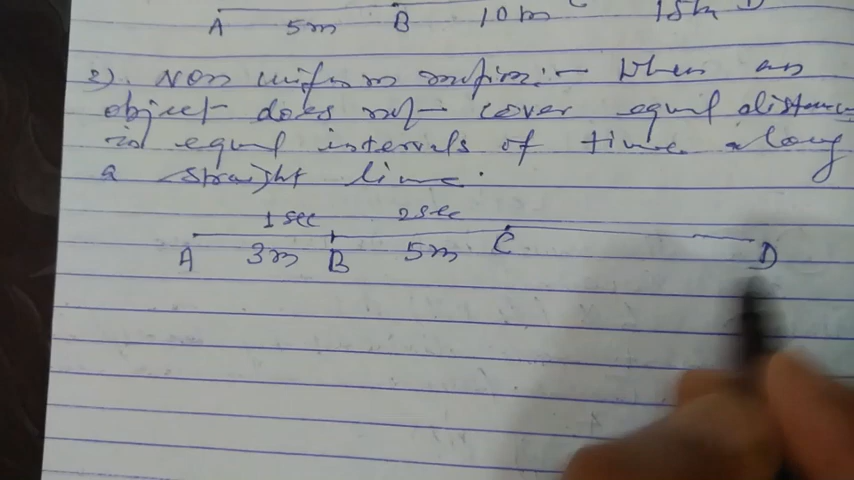 A 5m B 10m C 15m D
2). Non uniform motion:- When an
object does not cover equal distance
in equal intervals of time along
a straight line.
1 sec 2 sec
A 3m B 5m C D